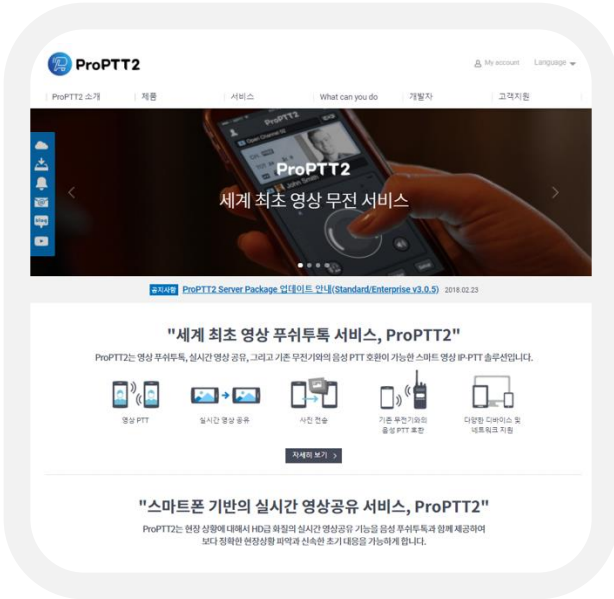 ProPTT2
My account
Language
ProPTT2 소개
제품
서비스
What can you do
개발자
고객지원
ProPTT2
Open Channel 02
ProPTT2
세계 최초 영상 무전 서비스
blog
공지사항 ProPTT2 Server Package 업데이트 안내(Standard/Enterprise v3.0.5) 2018.02.23
"세계 최초 영상 푸쉬투톡 서비스, ProPTT2"
ProPTT2는 영상 푸쉬투톡, 실시간 영상 공유, 그리고 기존 무전기와의 음성 PTT 호환이 가능한 스마트 영상 IP-PTT 솔루션입니다.
영상 PTT
실시간 영상 공유
사진 전송
기존 무전기와의
음성 PTT 호환
다양한 디바이스 및
네트워크 지원
자세히 보기 >
"스마트폰 기반의 실시간 영상공유 서비스, ProPTT2"
ProPTT2는 현장 상황에 대해서 HD급 화질의 실시간 영상공유 기능을 음성 푸쉬투톡과 함께 제공하여
보다 정확한 현장상황 파악과 신속한 초기 대응을 가능하게 합니다.